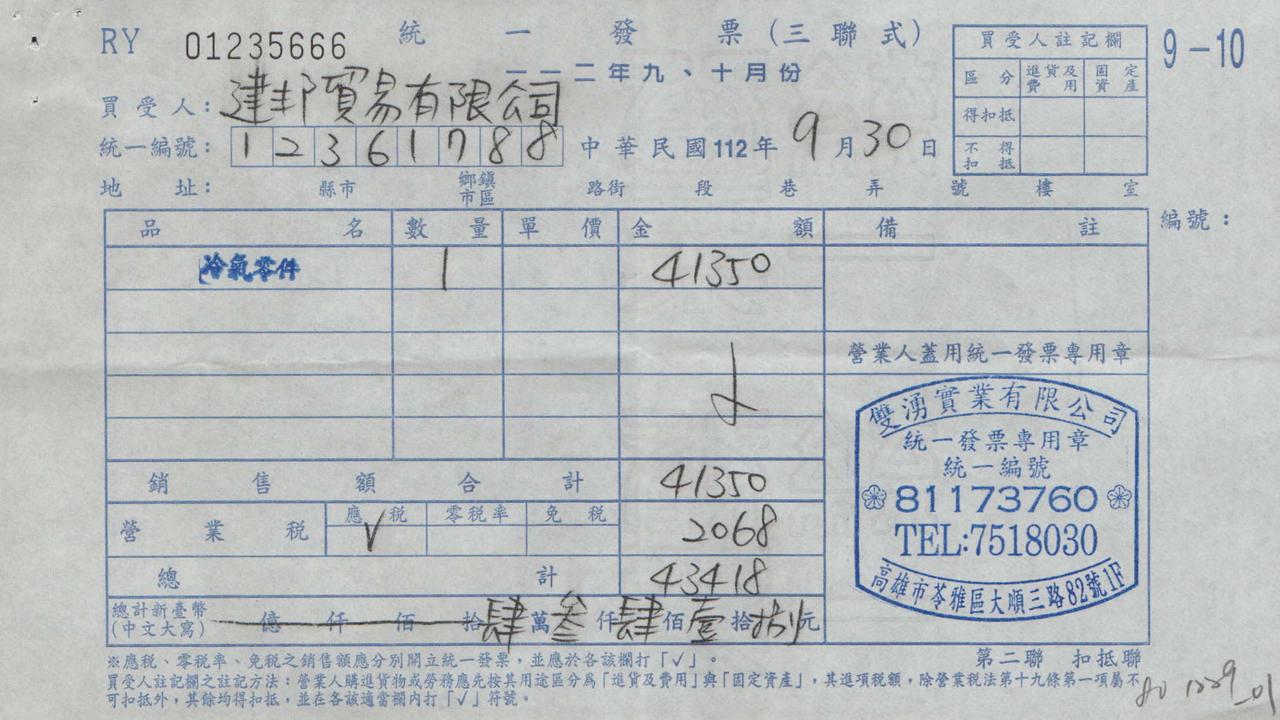 RY 01235666 統一發票(三聯式) 9-10
一一二年九、十月份
買受人: 建邦貿易有限公司
統一編號: 12361788 中華民國112年9月30日
地址: 縣市 鄉鎮市區 路街 段 巷 弄 號 樓 室
買受人註記欄
區分 進貨及費用 固定資產
得扣抵
不得扣抵
品名 數量 單價 金額 備註 編號:
冷氣零件 1 41350
營業人蓋用統一發票專用章
銷售額合計 41350
營業稅 應稅 零稅率 免稅 2068
√
總計 43418
總計新臺幣(中文大寫) 億 仟 佰 拾肆萬叁仟肆佰壹拾捌元
雙湧實業有限公司
統一發票專用章
統一編號
81173760
TEL:7518030
高雄市苓雅區大順三路82號1F
第二聯 扣抵聯
※應稅、零稅率、免稅之銷售額應分別開立統一發票,並應於各該欄打「√」。
買受人註記欄之註記方法:營業人購進貨物或勞務應先按其用途區分為「進貨及費用」與「固定資產」,其進項稅額,除營業稅法第十九條第一項屬不
可扣抵外,其餘均得扣抵,並在各該適當欄內打「√」符號。